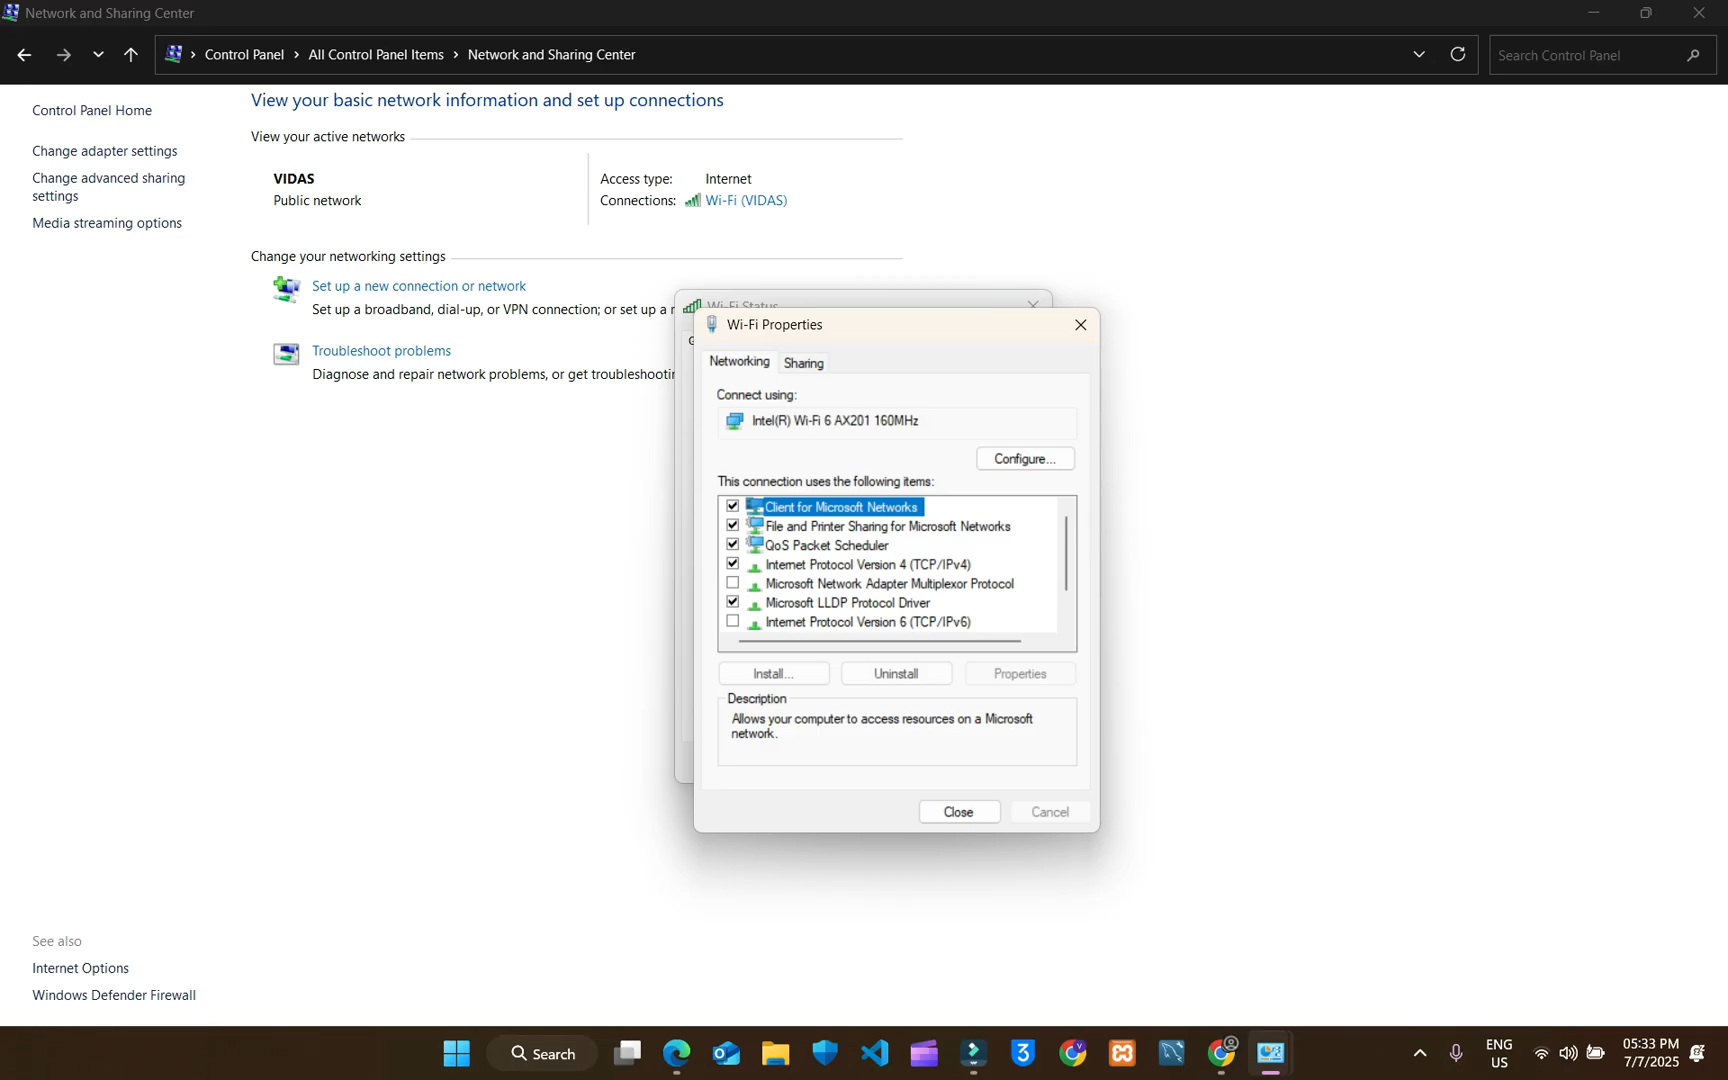 Network and Sharing Center
Control Panel > All Control Panel Items > Network and Sharing Center
Search Control Panel
Control Panel Home
Change adapter settings
Change advanced sharing
settings
Media streaming options
View your basic network information and set up connections
View your active networks
VIDAS
Public network
Access type: Internet
Connections: Wi-Fi (VIDAS)
Change your networking settings
Set up a new connection or network
Set up a broadband, dial-up, or VPN connection; or set up a
Troubleshoot problems
Diagnose and repair network problems, or get
Wi-Fi Status
Wi-Fi Properties
Networking
Sharing
Connect using:
Intel(R) Wi-Fi 6 AX201 160MHz
Configure...
This connection uses the following items:
Client for Microsoft Networks
File and Printer Sharing for Microsoft Networks
QoS Packet Scheduler
Internet Protocol Version 4 (TCP/IPv4)
Microsoft Network Adapter Multiplexor Protocol
Microsoft LLDP Protocol Driver
Internet Protocol Version 6 (TCP/IPv6)
Install...
Uninstall
Properties
Description
Allows your computer to access resources on a Microsoft
network.
Close
Cancel
See also
Internet Options
Windows Defender Firewall
Search
ENG
US
05:33 PM
7/7/2025